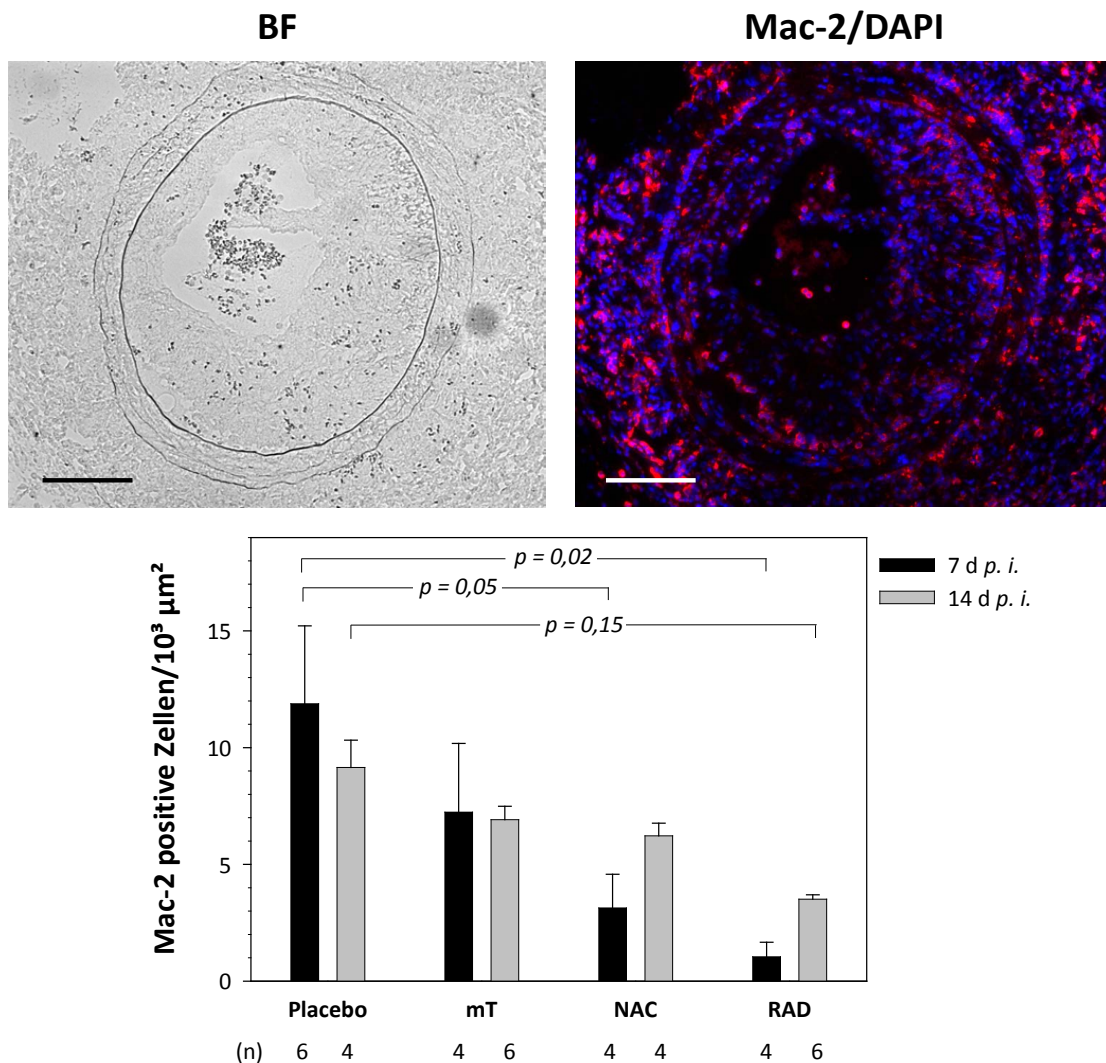 BF Mac-2/DAPI
p = 0,02
p = 0,05
p = 0,15
7 d p. i.
14 d p. i.
Mac-2 positive Zellen/10³ µm²
15
10
5
0
Placebo mT NAC RAD
(n) 6 4 4 6 4 4 4 6